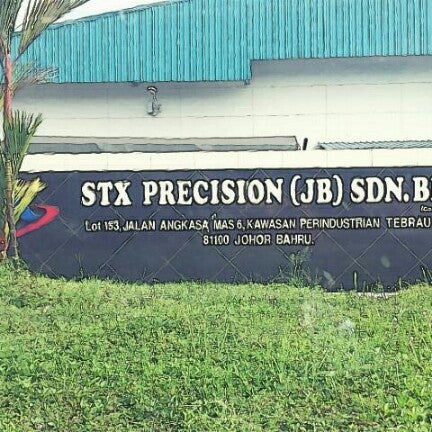 STX PRECISION (JB) SDN.
Lot 153, JALAN ANGKASA MAS 6, KAWASAN PERINDUSTRIAN TEBRAU
81100 JOHOR BAHRU.